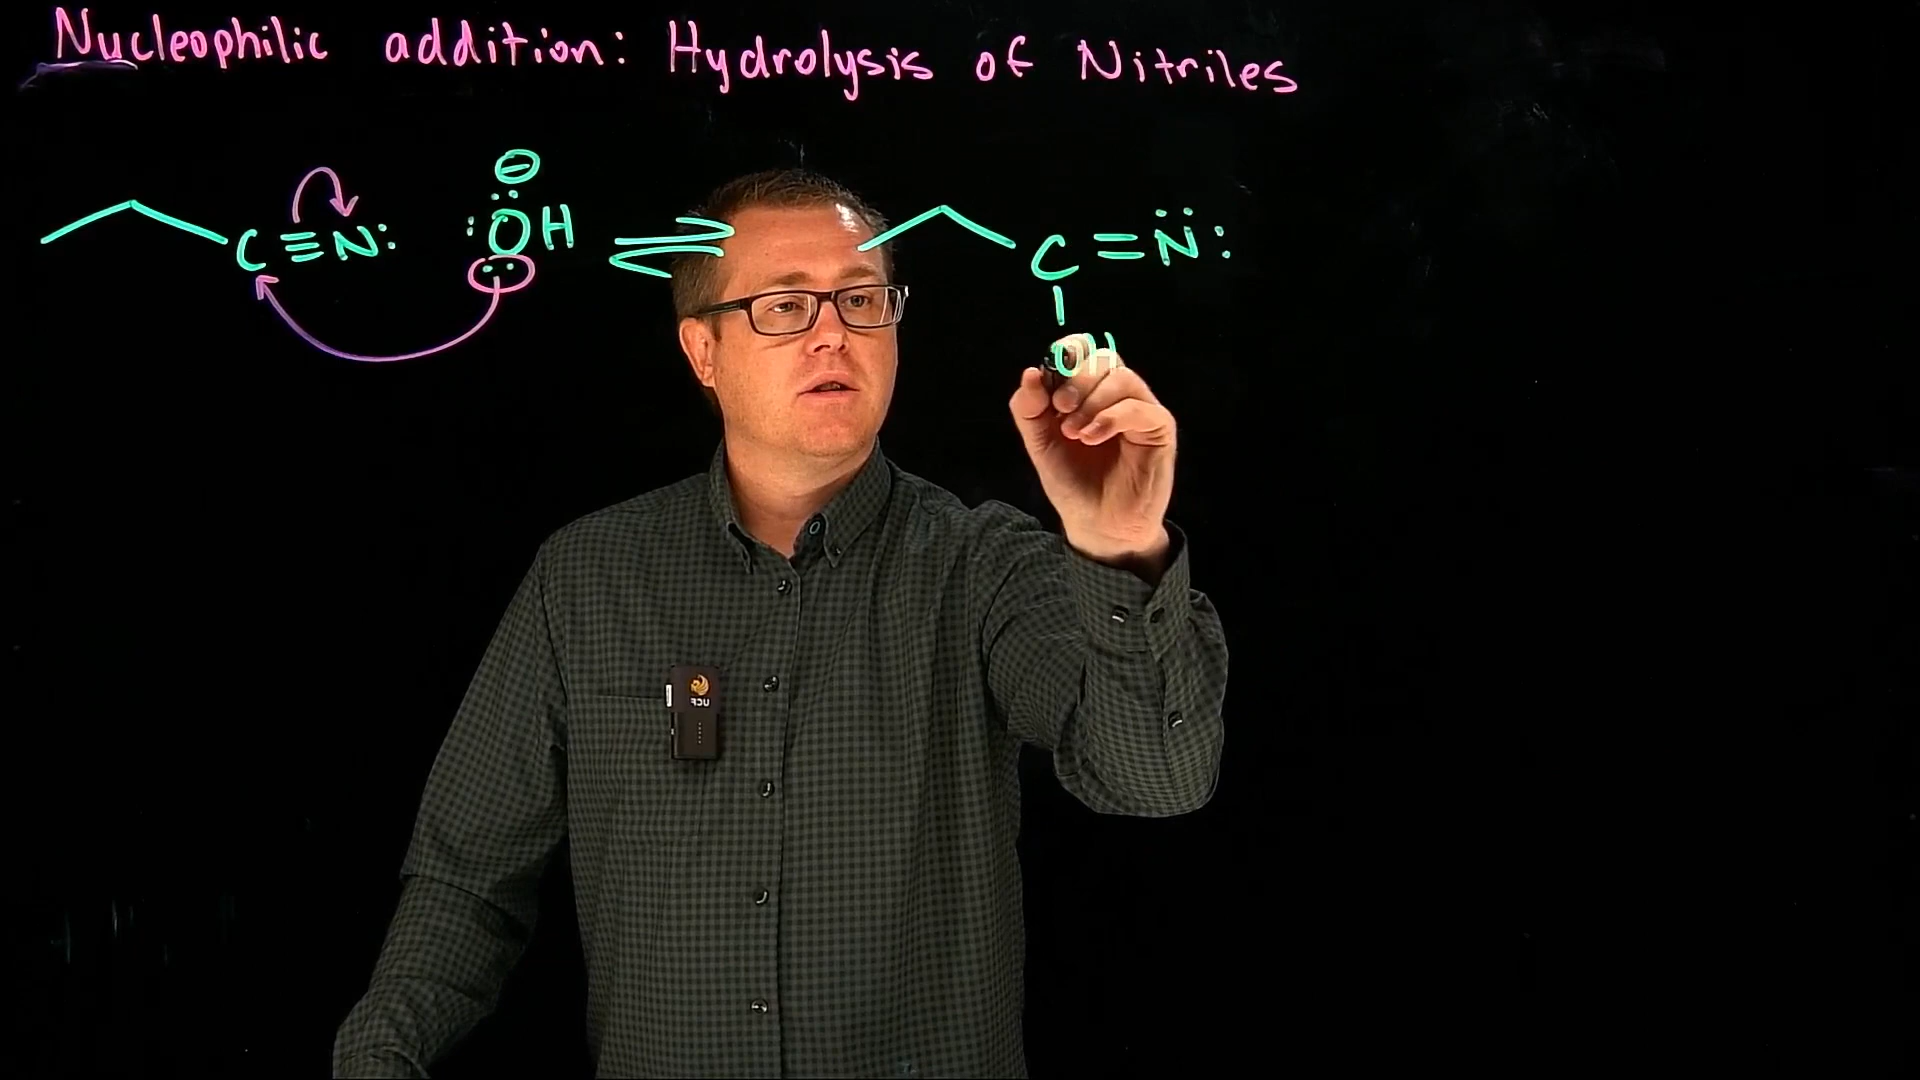 Nucleophilic addition: Hydrolysis of Nitriles
C≡N: :ÖH ⊖ ⇌ C=N̈:
OH
UCF